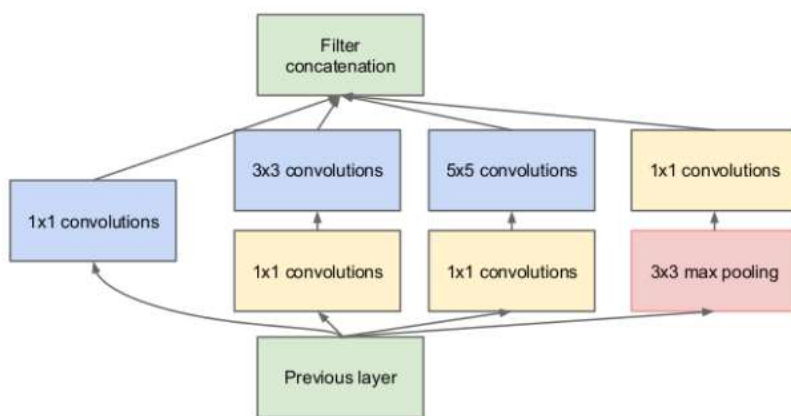 Filter
concatenation
3x3 convolutions
5x5 convolutions
1x1 convolutions
1x1 convolutions
1x1 convolutions
1x1 convolutions
3x3 max pooling
Previous layer